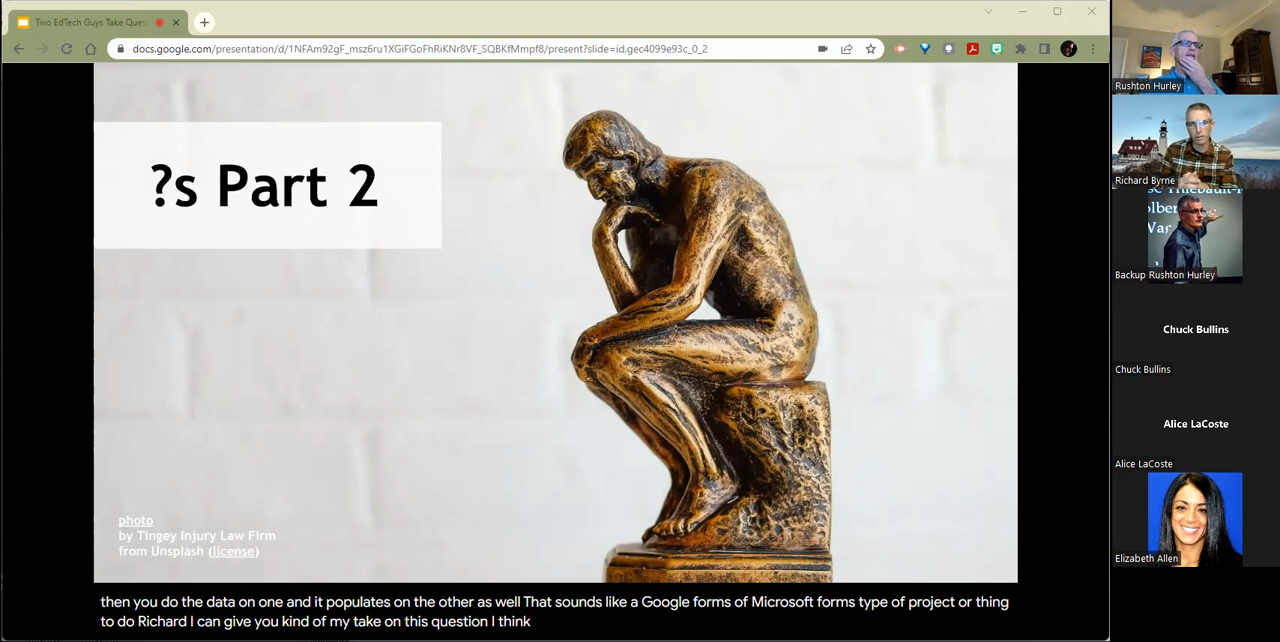 Two EdTech Guys Take Ques
docs.google.com/presentation/d/1NFAm92gF_msz6ru1XGiFGoFhRiKNr8VF_SQBKfMmpf8/present?slide=id.gec4099e93c_0_2
?s Part 2
photo
by Tingey Injury Law Firm
from Unsplash (license)
then you do the data on one and it populates on the other as well That sounds like a Google forms of Microsoft forms type of project or thing
to do Richard I can give you kind of my take on this question I think
Rushton Hurley
Richard Byrne
Backup Rushton Hurley
Chuck Bullins
Chuck Bullins
Alice LaCoste
Alice LaCoste
Elizabeth Allen